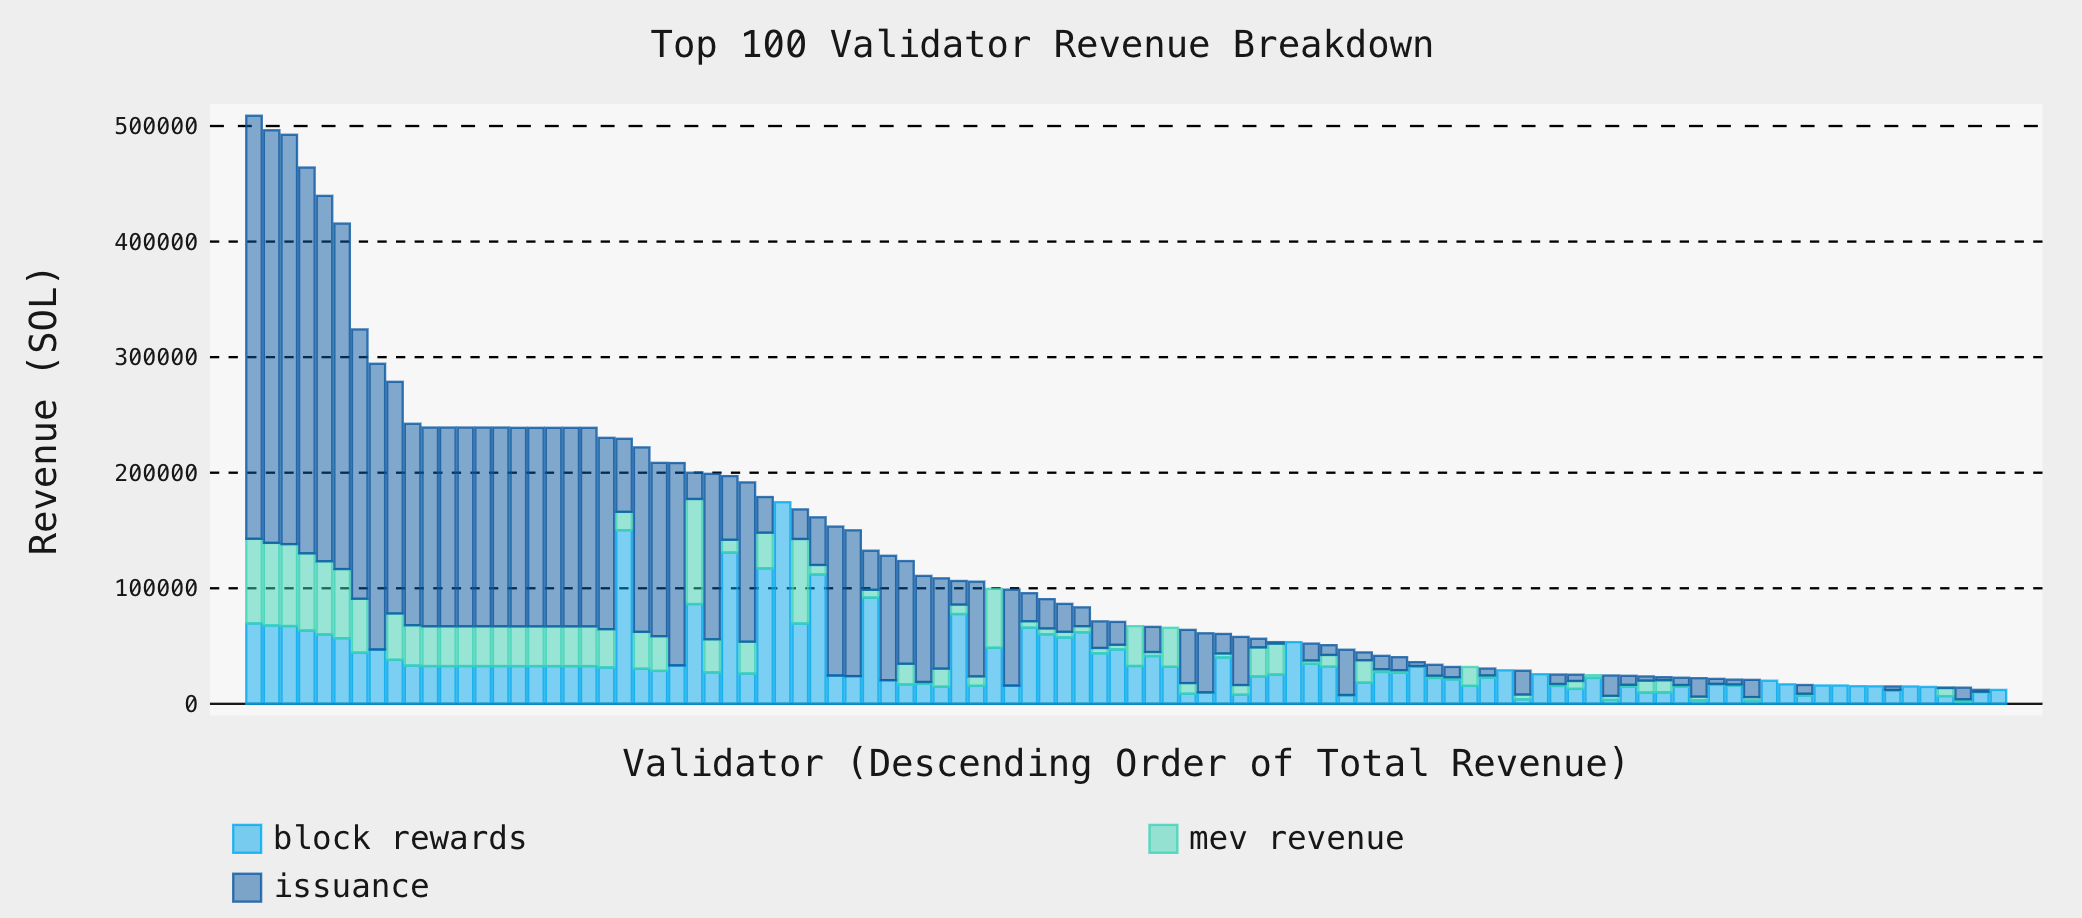 Top 100 Validator Revenue Breakdown
Revenue (SOL)
500000
400000
300000
200000
100000
0
Validator (Descending Order of Total Revenue)
block rewards
mev revenue
issuance